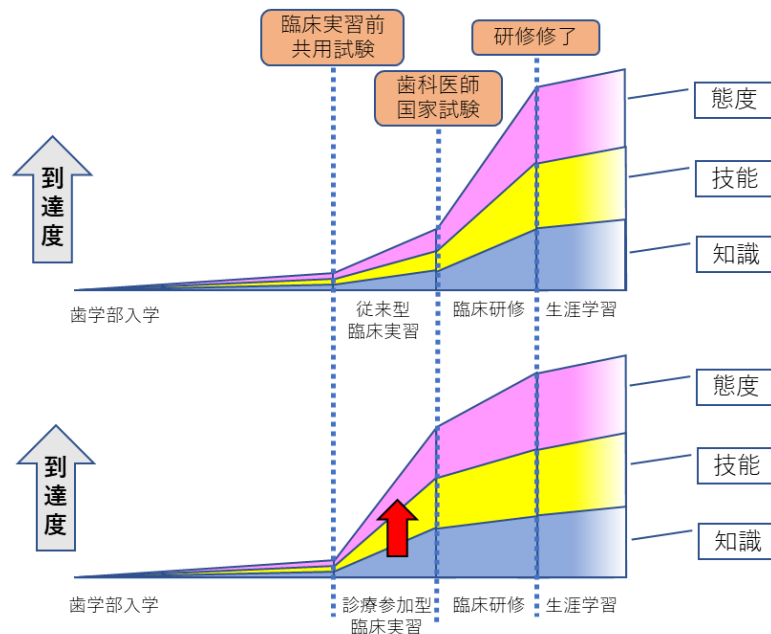 臨床実習前
共用試験
研修修了
歯科医師
国家試験
態度
技能
知識
到達度
歯学部入学
従来型
臨床実習
臨床研修
生涯学習
態度
技能
知識
到達度
歯学部入学
診療参加型
臨床実習
臨床研修
生涯学習